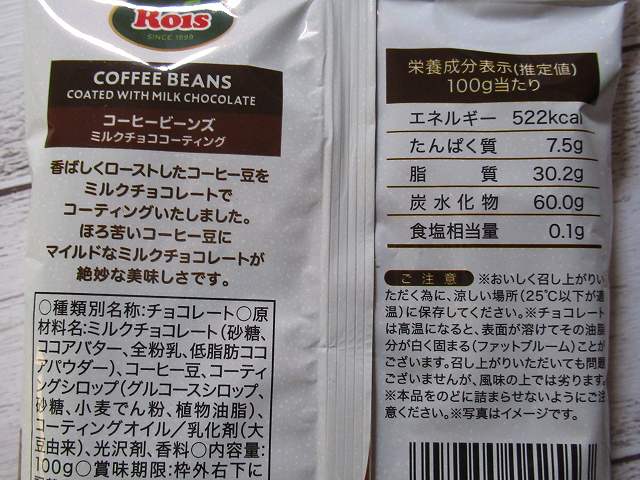 Rois
SINCE 1899
COFFEE BEANS
COATED WITH MILK CHOCOLATE
コーヒービーンズ
ミルクチョココーティング
香ばしくローストしたコーヒー豆を
ミルクチョコレートで
コーティングいたしました。
ほろ苦いコーヒー豆に
マイルドなミルクチョコレートが
絶妙な美味しさです。
○種類別名称:チョコレート○原
材料名:ミルクチョコレート(砂糖、
ココアバター、全粉乳、低脂肪ココ
アパウダー)、コーヒー豆、コーティ
ングシロップ(グルコースシロップ、
砂糖、小麦でん粉、植物油脂)、
コーティングオイル/乳化剤(大
豆由来)、光沢剤、香料○内容量:
100g○賞味期限:枠外右下に
栄養成分表示(推定値)
100g当たり
エネルギー 522kcal
たんぱく質 7.5g
脂質 30.2g
炭水化物 60.0g
食塩相当量 0.1g
ご注意 ※おいしく召し上がりい
ただく為に、涼しい場所(25℃以下が適
温)に保存してください。※チョコレート
は高温になると、表面が溶けてその油脂
分が白く固まる(ファットブルーム)ことが
ございます。召し上がりいただいても問題
ございませんが、風味の上では劣ります。
※本品をのどに詰まらせないようにご注
意ください。※写真はイメージです。